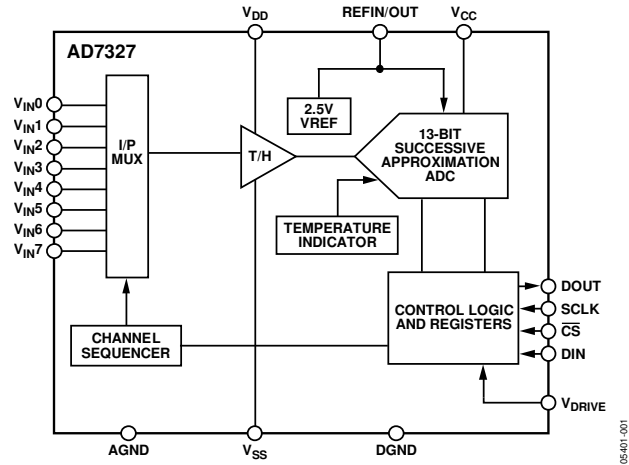 VDD
REFIN/OUT
VCC
AD7327
VIN0
VIN1
VIN2
VIN3
VIN4
VIN5
VIN6
VIN7
I/P
MUX
T/H
2.5V
VREF
13-BIT
SUCCESSIVE
APPROXIMATION
ADC
TEMPERATURE
INDICATOR
CHANNEL
SEQUENCER
CONTROL LOGIC
AND REGISTERS
DOUT
SCLK
C̅S̅
DIN
VDRIVE
AGND
VSS
DGND
05401-001